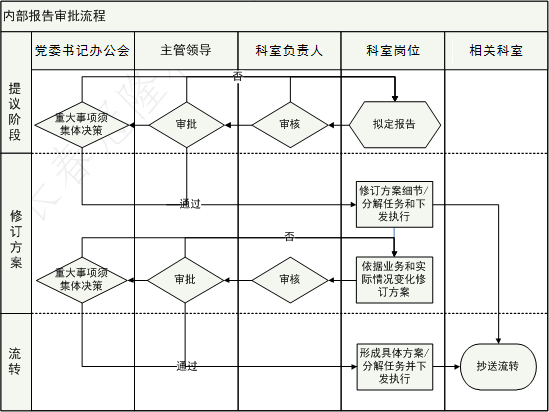 内部报告审批流程
党委书记办公会
主管领导
科室负责人
科室岗位
相关科室
提议阶段
否
重大事项须
集体决策
审批
审核
拟定报告
修订方案
通过
修订方案细节/
分解任务和下
发执行
否
重大事项须
集体决策
审批
审核
依据业务和实
际情况变化修
订方案
流转
通过
形成具体方案/
分解任务并下
发执行
抄送流转